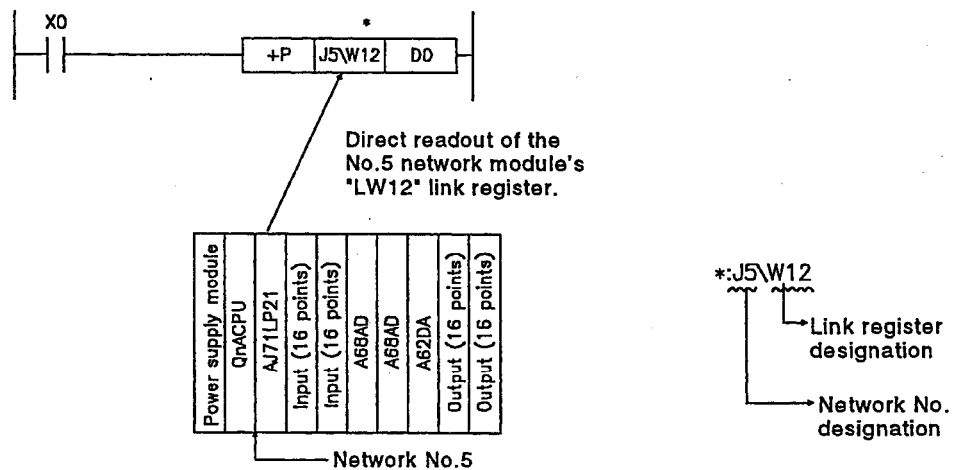 X0
*
+P J5\W12 D0
Direct readout of the
No.5 network module's
"LW12" link register.
Power supply module
QnACPU
AJ71LP21
Input (16 points)
Input (16 points)
A68AD
A68AD
A62DA
Output (16 points)
Output (16 points)
Network No.5
*:J5\W12
Link register
designation
Network No.
designation